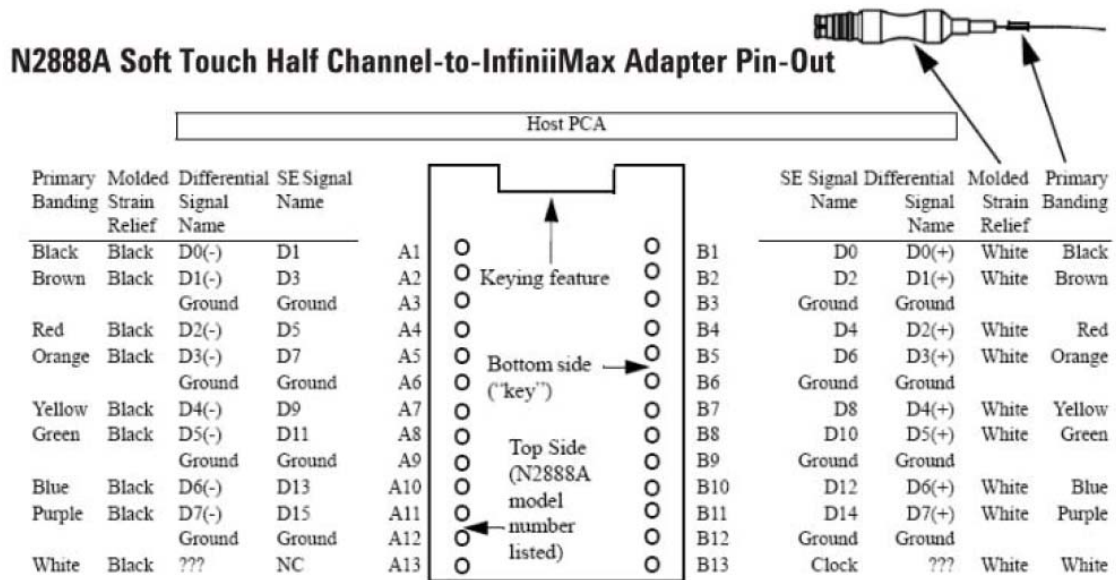 N2888A Soft Touch Half Channel-to-InfiniiMax Adapter Pin-Out
Host PCA
Primary Molded Differential SE Signal SE Signal Differential Molded Primary
Banding Strain Signal Name Name Signal Strain Banding
Relief Name Name Relief
Black Black D0(-) D1 A1 B1 D0 D0(+) White Black
Brown Black D1(-) D3 A2 Keying feature B2 D2 D1(+) White Brown
Ground Ground A3 B3 Ground Ground
Red Black D2(-) D5 A4 B4 D4 D2(+) White Red
Orange Black D3(-) D7 A5 Bottom side B5 D6 D3(+) White Orange
Ground Ground A6 ("key") B6 Ground Ground
Yellow Black D4(-) D9 A7 B7 D8 D4(+) White Yellow
Green Black D5(-) D11 A8 Top Side B8 D10 D5(+) White Green
Ground Ground A9 (N2888A B9 Ground Ground
Blue Black D6(-) D13 A10 model B10 D12 D6(+) White Blue
Purple Black D7(-) D15 A11 number B11 D14 D7(+) White Purple
Ground Ground A12 listed) B12 Ground Ground
White Black ??? NC A13 B13 Clock ??? White White